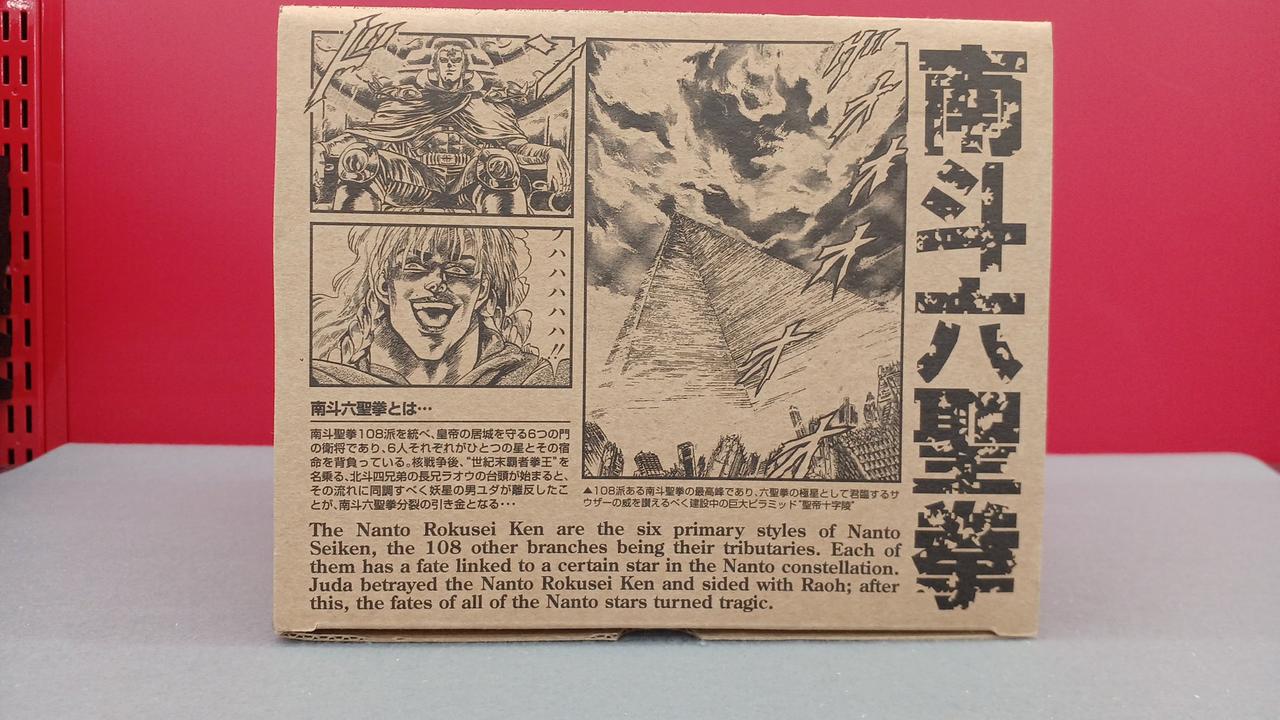 南斗六聖拳
ゴ
オ
オ
オ
オ
オ
ハハハハハハ!!
南斗六聖拳とは…
南斗聖拳108派を統べ、皇帝の居城を守る6つの門
の衛将であり、6人それぞれがひとつの星とその宿
命を背負っている。核戦争後、"世紀末覇者拳王"を
名乗る、北斗四兄弟の長兄ラオウの台頭が始まると、
その流れに同調すべく妖星の男ユダが離反したこ
とが、南斗六聖拳分裂の引き金となる・・・
▲108派ある南斗聖拳の最高峰であり、六聖拳の極星として君臨するサ
ウザーの威を讃えるべく建設中の巨大ピラミッド"聖帝十字陵"
The Nanto Rokusei Ken are the six primary styles of Nanto
Seiken, the 108 other branches being their tributaries. Each of
them has a fate linked to a certain star in the Nanto constellation.
Juda betrayed the Nanto Rokusei Ken and sided with Raoh; after
this, the fates of all of the Nanto stars turned tragic.